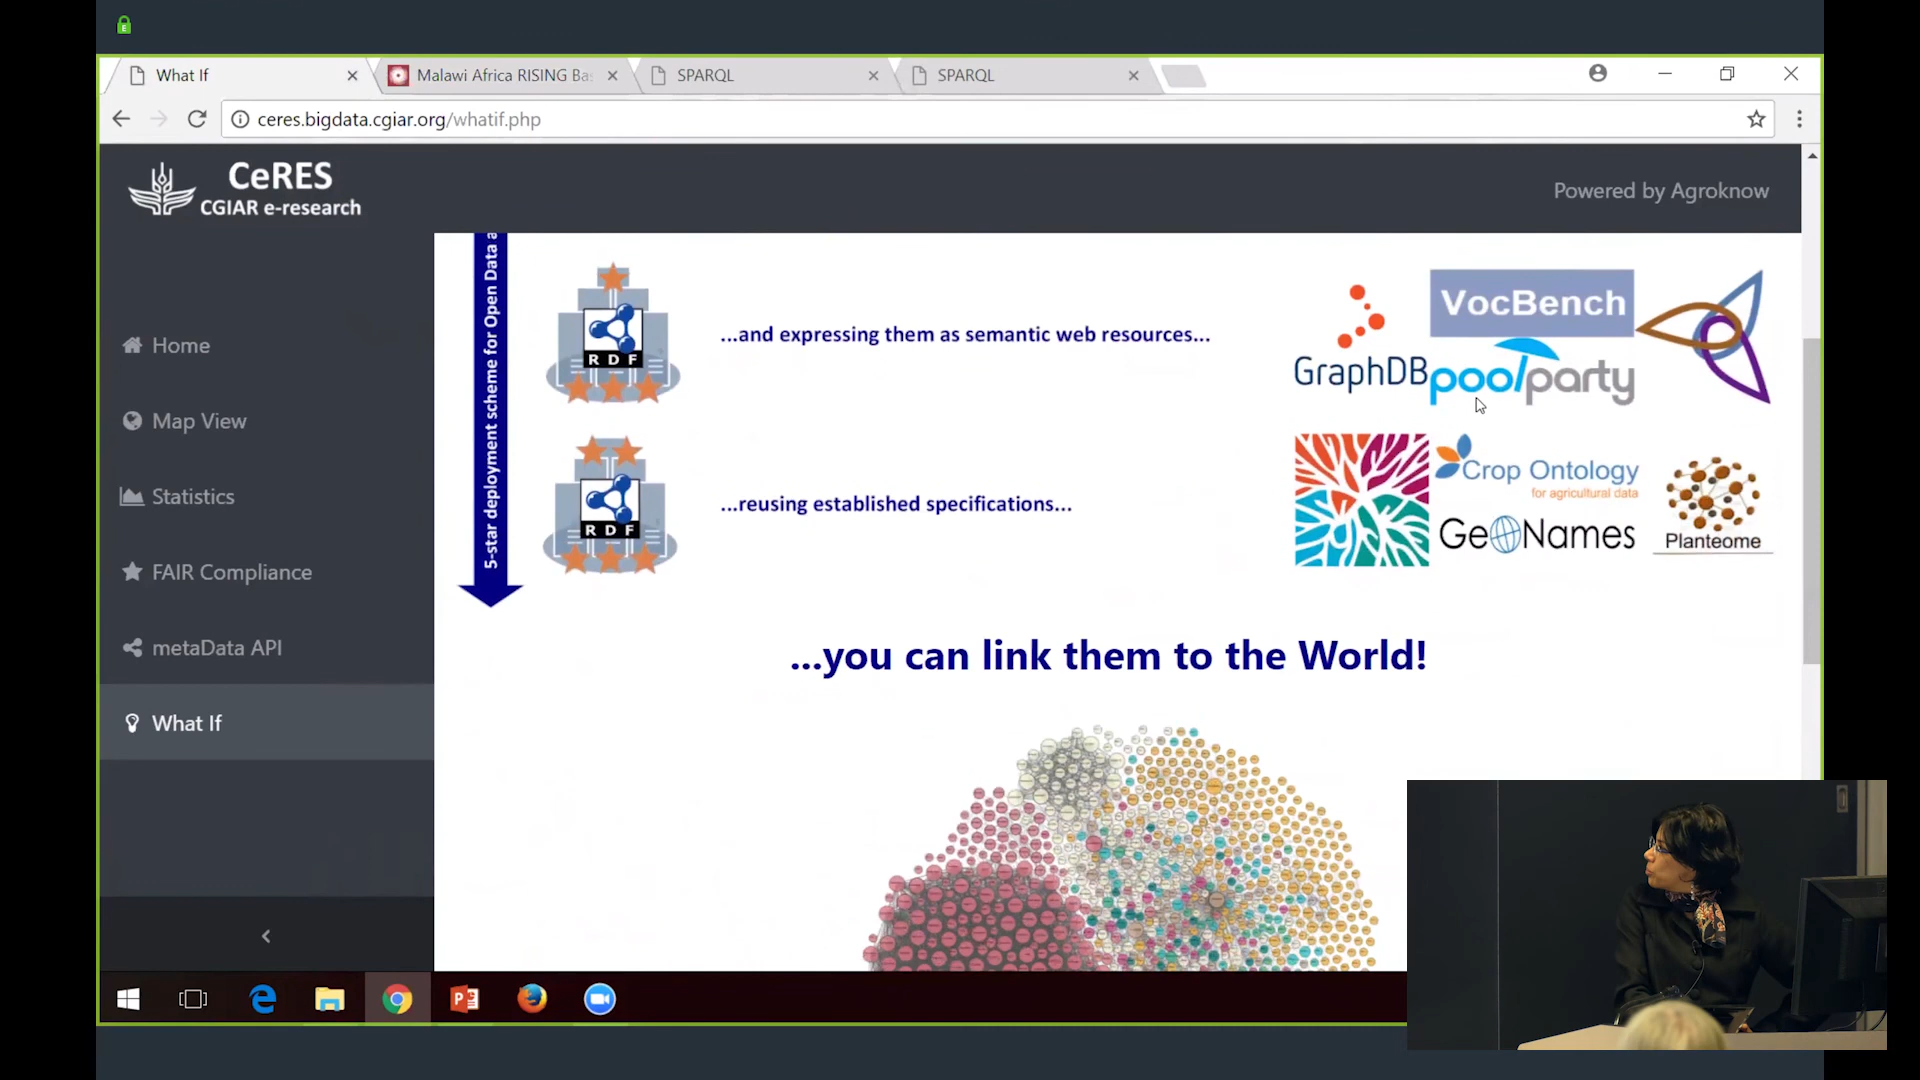 What If
Malawi Africa RISING Ba
SPARQL
SPARQL
ceres.bigdata.cgiar.org/whatif.php
CeRES
CGIAR e-research
Powered by Agroknow
Home
Map View
Statistics
FAIR Compliance
metaData API
What If
5-star deployment scheme for Open Data a
RDF
...and expressing them as semantic web resources...
GraphDB
VocBench
poolparty
RDF
...reusing established specifications...
Crop Ontology
for agricultural data
GeoNames
Planteome
...you can link them to the World!